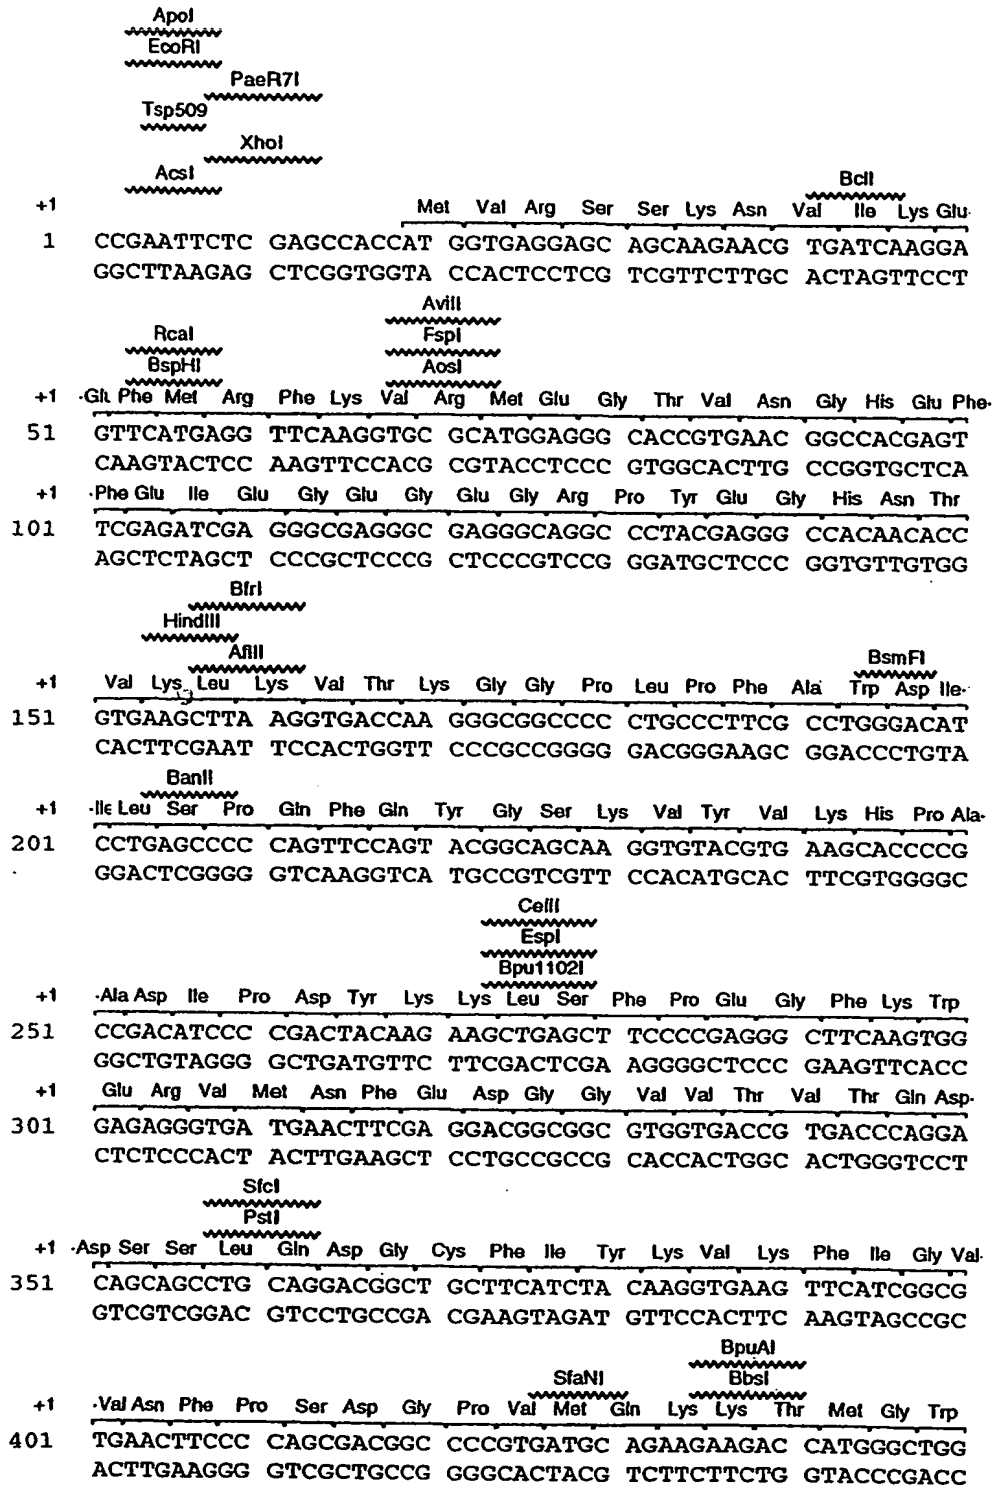 ApoI
EcoRI
PaeR7I
Tsp509
XhoI
AcsI
BclI
+1 Met Val Arg Ser Ser Lys Asn Val Ile Lys Glu·
1 CCGAATTCTC GAGCCACCAT GGTGAGGAGC AGCAAGAACG TGATCAAGGA
GGCTTAAGAG CTCGGTGGTA CCACTCCTCG TCGTTCTTGC ACTAGTTCCT
AviII
RcaI FspI
BspHI AosI
+1 ·Glu Phe Met Arg Phe Lys Val Arg Met Glu Gly Thr Val Asn Gly His Glu Phe·
51 GTTCATGAGG TTCAAGGTGC GCATGGAGGG CACCGTGAAC GGCCACGAGT
CAAGTACTCC AAGTTCCACG CGTACCTCCC GTGGCACTTG CCGGTGCTCA
+1 ·Phe Glu Ile Glu Gly Glu Gly Glu Gly Arg Pro Tyr Glu Gly His Asn Thr
101 TCGAGATCGA GGGCGAGGGC GAGGGCAGGC CCTACGAGGG CCACAACACC
AGCTCTAGCT CCCGCTCCCG CTCCCGTCCG GGATGCTCCC GGTGTTGTGG
BfrI
HindIII
AflII BsmFI
+1 Val Lys Leu Lys Val Thr Lys Gly Gly Pro Leu Pro Phe Ala Trp Asp Ile·
151 GTGAAGCTTA AGGTGACCAA GGGCGGCCCC CTGCCCTTCG CCTGGGACAT
CACTTCGAAT TCCACTGGTT CCCGCCGGGG GACGGGAAGC GGACCCTGTA
BanII
+1 ·Ile Leu Ser Pro Gln Phe Gln Tyr Gly Ser Lys Val Tyr Val Lys His Pro Ala·
201 CCTGAGCCCC CAGTTCCAGT ACGGCAGCAA GGTGTACGTG AAGCACCCCG
GGACTCGGGG GTCAAGGTCA TGCCGTCGTT CCACATGCAC TTCGTGGGGC
CelII
EspI
Bpu1102I
+1 ·Ala Asp Ile Pro Asp Tyr Lys Lys Leu Ser Phe Pro Glu Gly Phe Lys Trp
251 CCGACATCCC CGACTACAAG AAGCTGAGCT TCCCCGAGGG CTTCAAGTGG
GGCTGTAGGG GCTGATGTTC TTCGACTCGA AGGGGCTCCC GAAGTTCACC
+1 Glu Arg Val Met Asn Phe Glu Asp Gly Gly Val Val Thr Val Thr Gln Asp·
301 GAGAGGGTGA TGAACTTCGA GGACGGCGGC GTGGTGACCG TGACCCAGGA
CTCTCCCACT ACTTGAAGCT CCTGCCGCCG CACCACTGGC ACTGGGTCCT
SfcI
PstI
+1 ·Asp Ser Ser Leu Gln Asp Gly Cys Phe Ile Tyr Lys Val Lys Phe Ile Gly Val·
351 CAGCAGCCTG CAGGACGGCT GCTTCATCTA CAAGGTGAAG TTCATCGGCG
GTCGTCGGAC GTCCTGCCGA CGAAGTAGAT GTTCCACTTC AAGTAGCCGC
BpuAI
SfaNI BbsI
+1 ·Val Asn Phe Pro Ser Asp Gly Pro Val Met Gln Lys Lys Thr Met Gly Trp
401 TGAACTTCCC CAGCGACGGC CCCGTGATGC AGAAGAAGAC CATGGGCTGG
ACTTGAAGGG GTCGCTGCCG GGGCACTACG TCTTCTTCTG GTACCCGACC